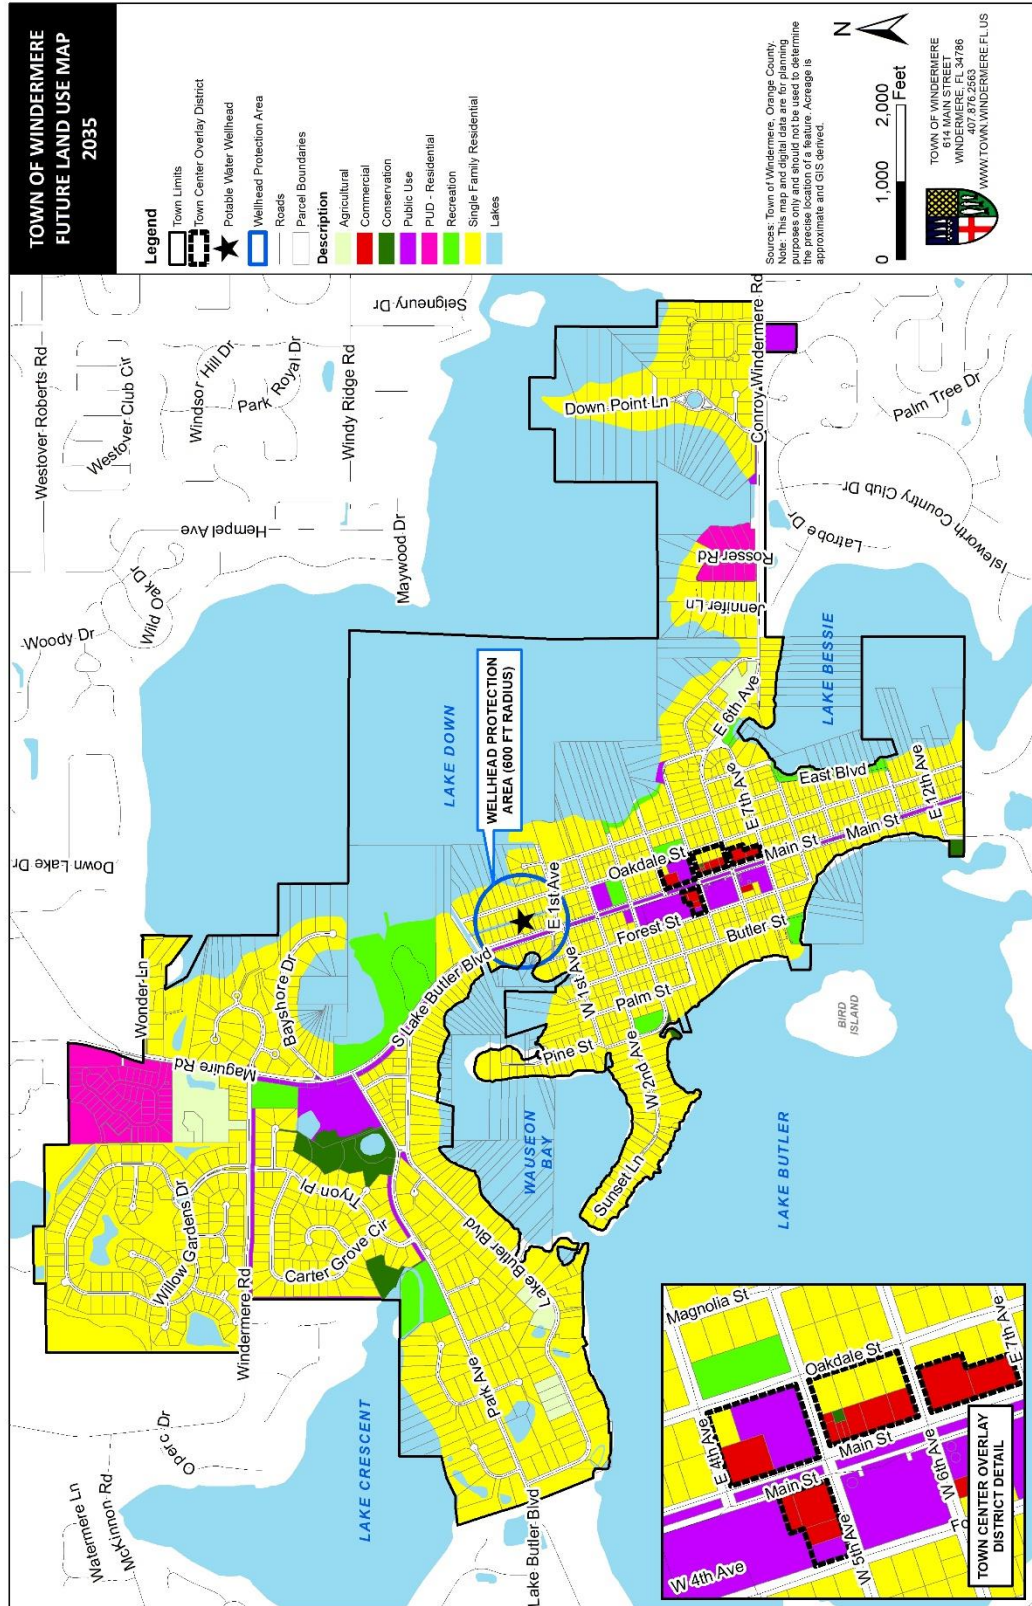 TOWN OF WINDERMERE
FUTURE LAND USE MAP
2035
Legend
Town Limits
Town Center Overlay District
Potable Water Wellhead
Wellhead Protection Area
Roads
Parcel Boundaries
Description
Agricultural
Commercial
Conservation
Public Use
PUD - Residential
Recreation
Single Family Residential
Lakes
Sources: Town of Windermere, Orange County.
Note: This map and digital data are for planning
purposes only and should not be used to determine
the precise location of a feature. Acreage is
approximate and GIS derived.
N
0
1,000
2,000
Feet
TOWN OF WINDERMERE
614 MAIN STREET
WINDERMERE, FL 34786
407.876.2563
WWW.TOWN.WINDERMERE.FL.US
Westover Roberts Rd
Westover Club Cir
Windsor Hill Dr
Park Royal Dr
Windy Ridge Rd
Seigneury Dr
Hempel Ave
Maywood Dr
Wild Oak Dr
Woody Dr
Down Lake Dr
Wonder Ln
Bayshore Dr
Maguire Rd
S Lake Butler Blvd
LAKE DOWN
WELLHEAD PROTECTION
AREA (600 FT RADIUS)
Down Point Ln
Conroy Windermere Rd
Palm Tree Dr
Isleworth Country Club Dr
Latrobe Dr
Rosser Rd
Jennifer Ln
LAKE BESSIE
E 6th Ave
E 7th Ave
East Blvd
E 12th Ave
Main St
Main St
Oakdale St
E 1st Ave
Forest St
Butler St
W 1st Ave
Palm St
W 2nd Ave
Pine St
Sunset Ln
BIRD
ISLAND
WAUSEON
BAY
LAKE BUTLER
Willow Gardens Dr
Windermere Rd
Tryon Pl
Carter Grove Cir
Lake Butler Blvd
Park Ave
Lake Butler Blvd
LAKE CRESCENT
Watermere Ln
McKinnon Rd
Oper c Dr
Magnolia St
Oakdale St
E 7th Ave
E 4th Ave
Main St
Main St
W 6th Ave
W 5th Ave
W 4th Ave
Fo
TOWN CENTER OVERLAY
DISTRICT DETAIL